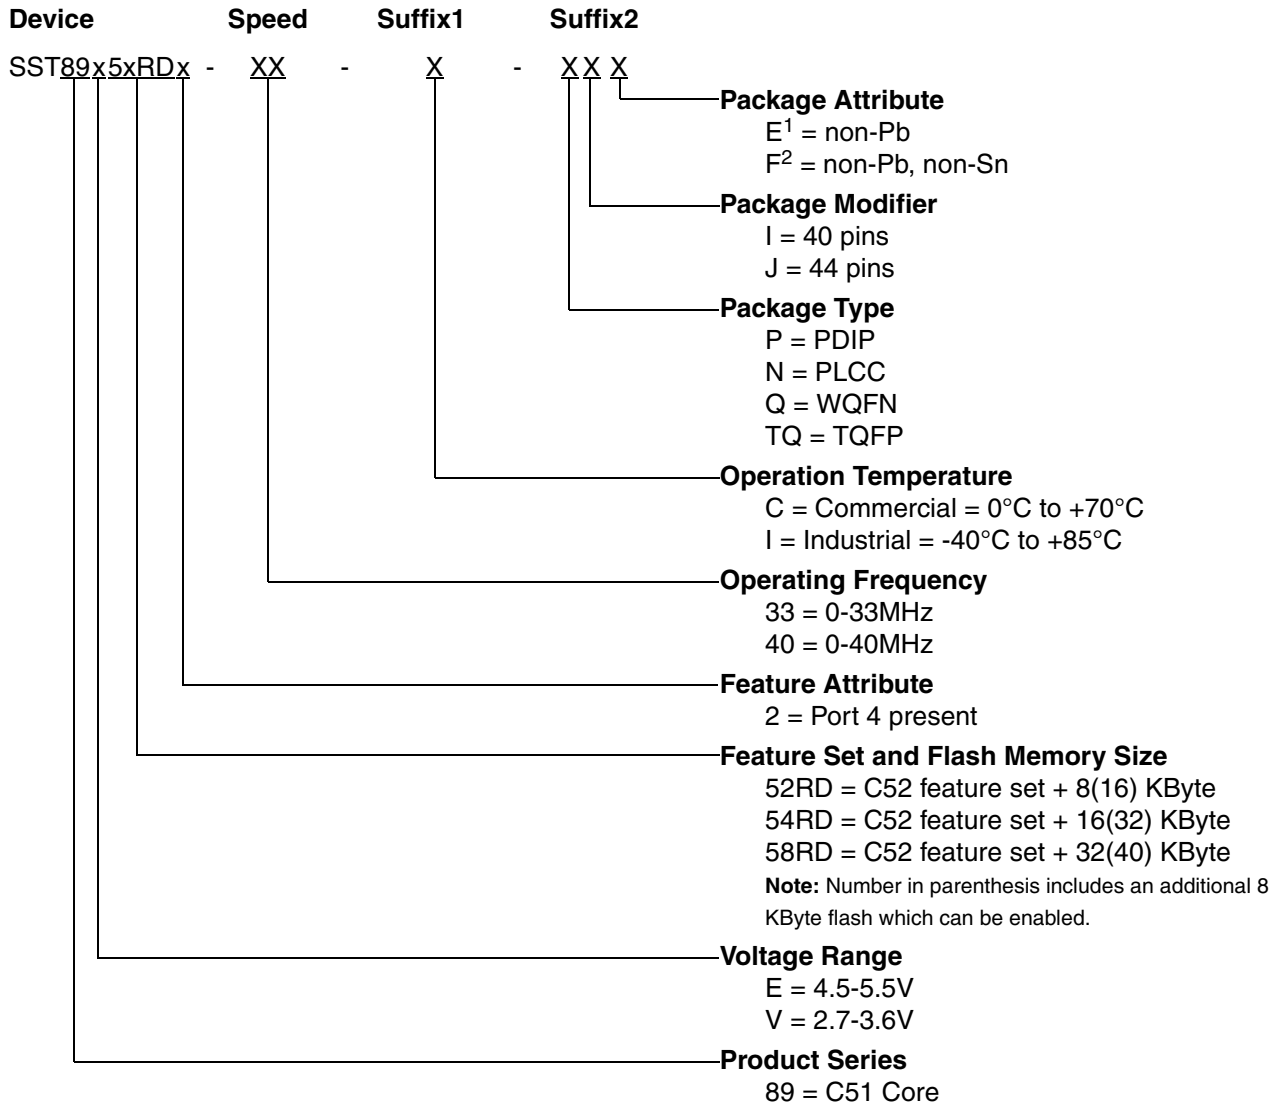 Device Speed Suffix1 Suffix2
SST89x5xRDx - XX - X - XX X
Package Attribute
E1 = non-Pb
F2 = non-Pb, non-Sn
Package Modifier
I = 40 pins
J = 44 pins
Package Type
P = PDIP
N = PLCC
Q = WQFN
TQ = TQFP
Operation Temperature
C = Commercial = 0°C to +70°C
I = Industrial = -40°C to +85°C
Operating Frequency
33 = 0-33MHz
40 = 0-40MHz
Feature Attribute
2 = Port 4 present
Feature Set and Flash Memory Size
52RD = C52 feature set + 8(16) KByte
54RD = C52 feature set + 16(32) KByte
58RD = C52 feature set + 32(40) KByte
Note: Number in parenthesis includes an additional 8
KByte flash which can be enabled.
Voltage Range
E = 4.5-5.5V
V = 2.7-3.6V
Product Series
89 = C51 Core